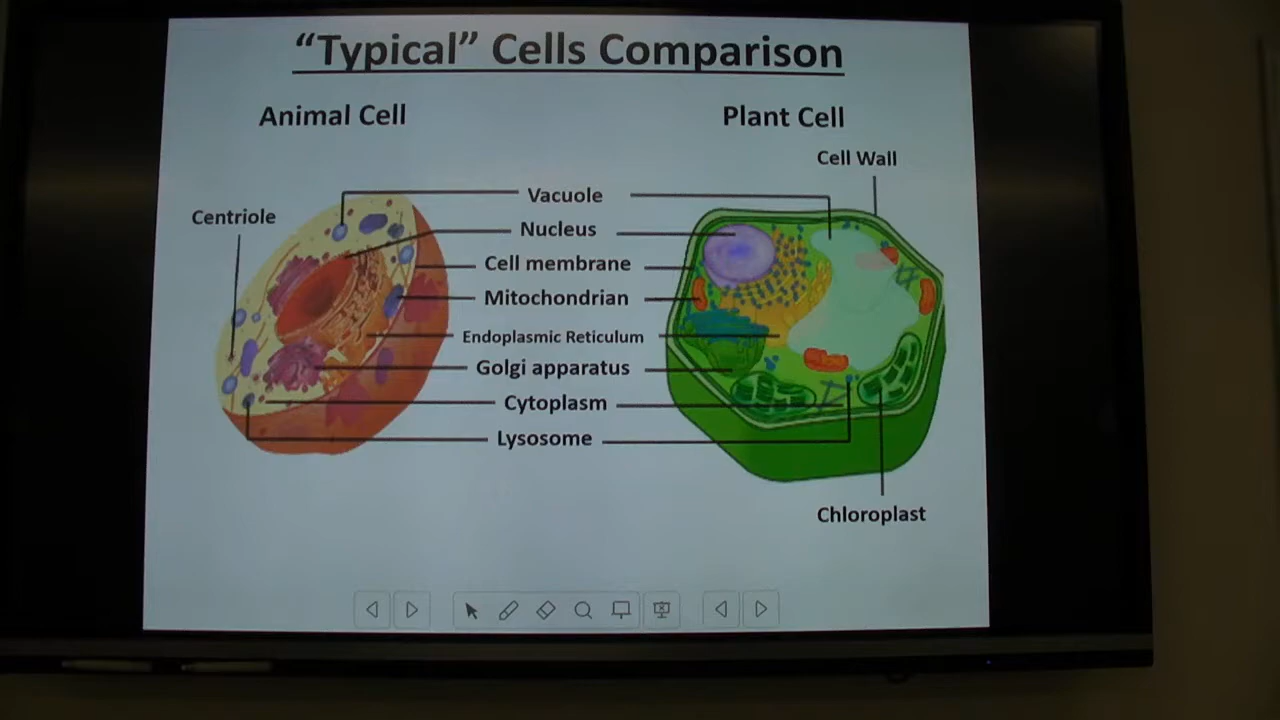 “Typical” Cells Comparison
Animal Cell
Plant Cell
Cell Wall
Centriole
Vacuole
Nucleus
Cell membrane
Mitochondrian
Endoplasmic Reticulum
Golgi apparatus
Cytoplasm
Lysosome
Chloroplast